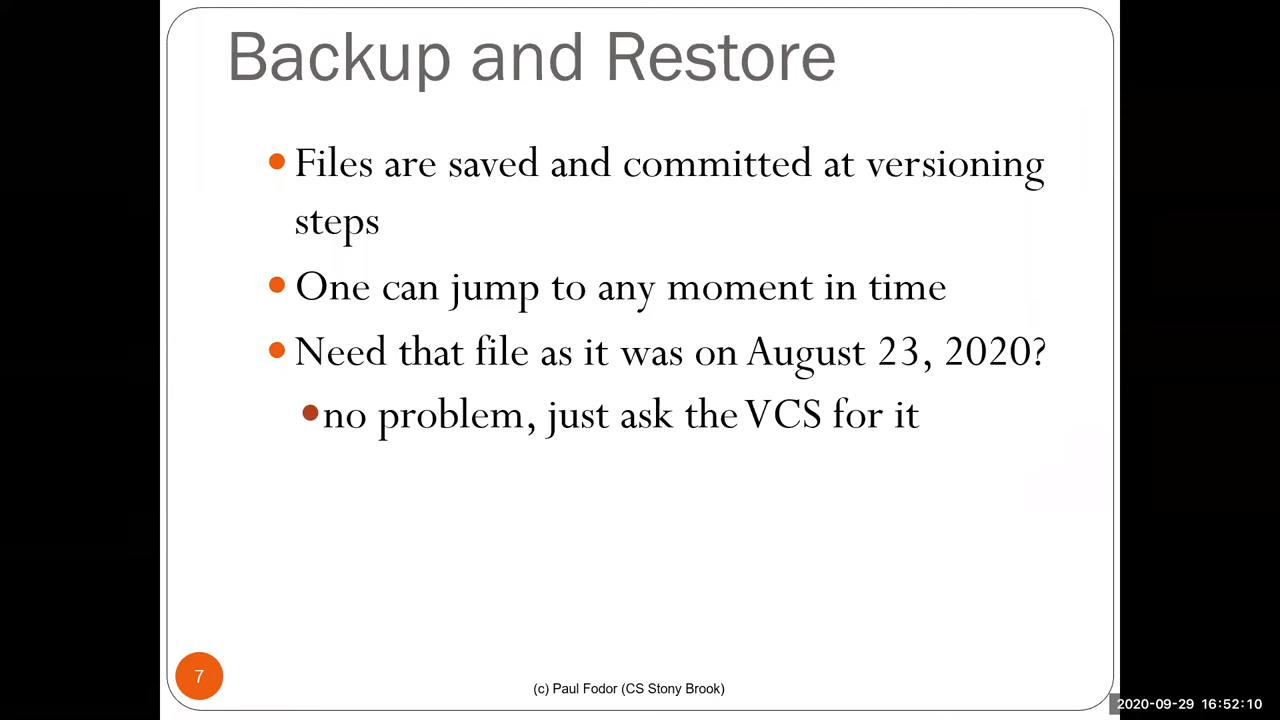 Backup and Restore
Files are saved and committed at versioning
steps
One can jump to any moment in time
Need that file as it was on August 23, 2020?
no problem, just ask the VCS for it
7
(c) Paul Fodor (CS Stony Brook)
2020-09-29 16:52:10